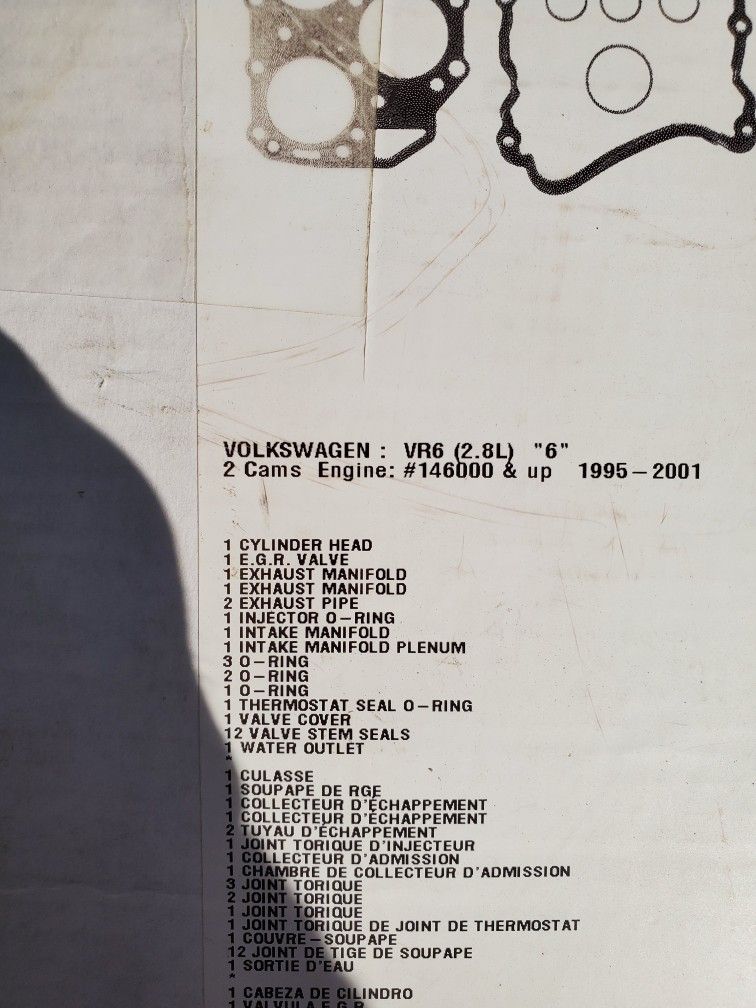 VOLKSWAGEN : VR6 (2.8L) "6"
2 Cams Engine: #146000 & up 1995–2001
1 CYLINDER HEAD
1 E.G.R. VALVE
1 EXHAUST MANIFOLD
1 EXHAUST MANIFOLD
2 EXHAUST PIPE
1 INJECTOR O–RING
1 INTAKE MANIFOLD
1 INTAKE MANIFOLD PLENUM
3 O–RING
2 O–RING
1 O–RING
1 THERMOSTAT SEAL O–RING
1 VALVE COVER
12 VALVE STEM SEALS
1 WATER OUTLET
*
1 CULASSE
1 SOUPAPE DE RGE
1 COLLECTEUR D'ÉCHAPPEMENT
1 COLLECTEUR D'ÉCHAPPEMENT
2 TUYAU D'ÉCHAPPEMENT
1 JOINT TORIQUE D'INJECTEUR
1 COLLECTEUR D'ADMISSION
1 CHAMBRE DE COLLECTEUR D'ADMISSION
3 JOINT TORIQUE
2 JOINT TORIQUE
1 JOINT TORIQUE
1 JOINT TORIQUE DE JOINT DE THERMOSTAT
1 COUVRE–SOUPAPE
12 JOINT DE TIGE DE SOUPAPE
1 SORTIE D'EAU
*
1 CABEZA DE CILINDRO
1 VALVULA E.G.R.